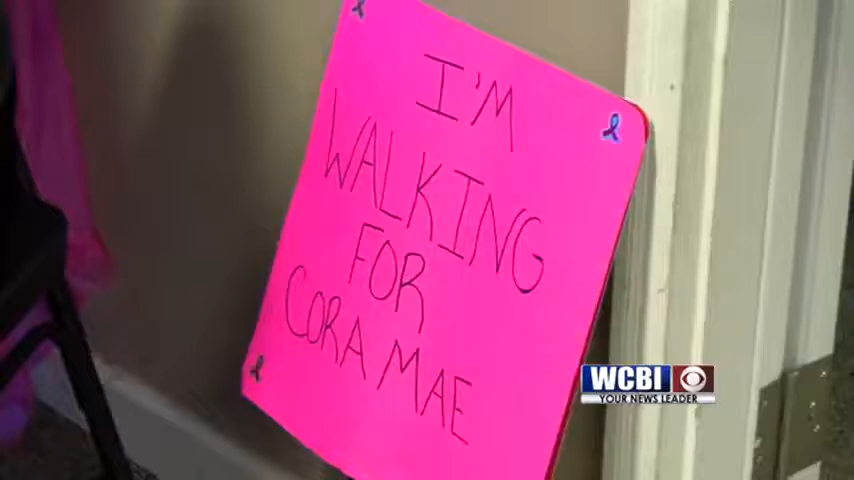 I'M
WALKING
FOR
CORA MAE
WCBI
YOUR NEWS LEADER